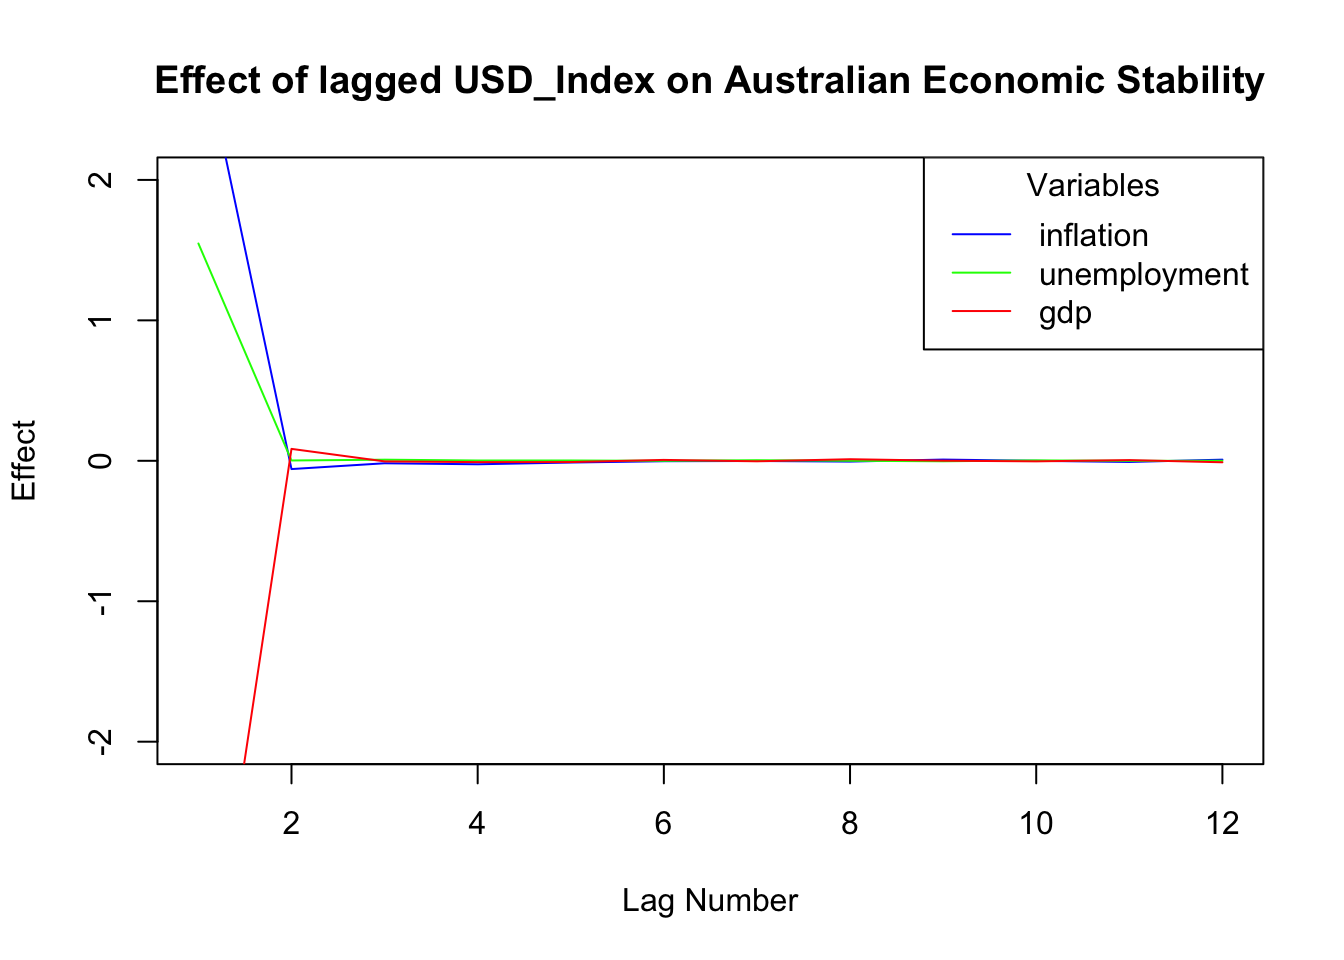 Effect of lagged USD_Index on Australian Economic Stability
Variables
inflation
unemployment
gdp
2
1
0
-1
-2
Effect
2 4 6 8 10 12
Lag Number